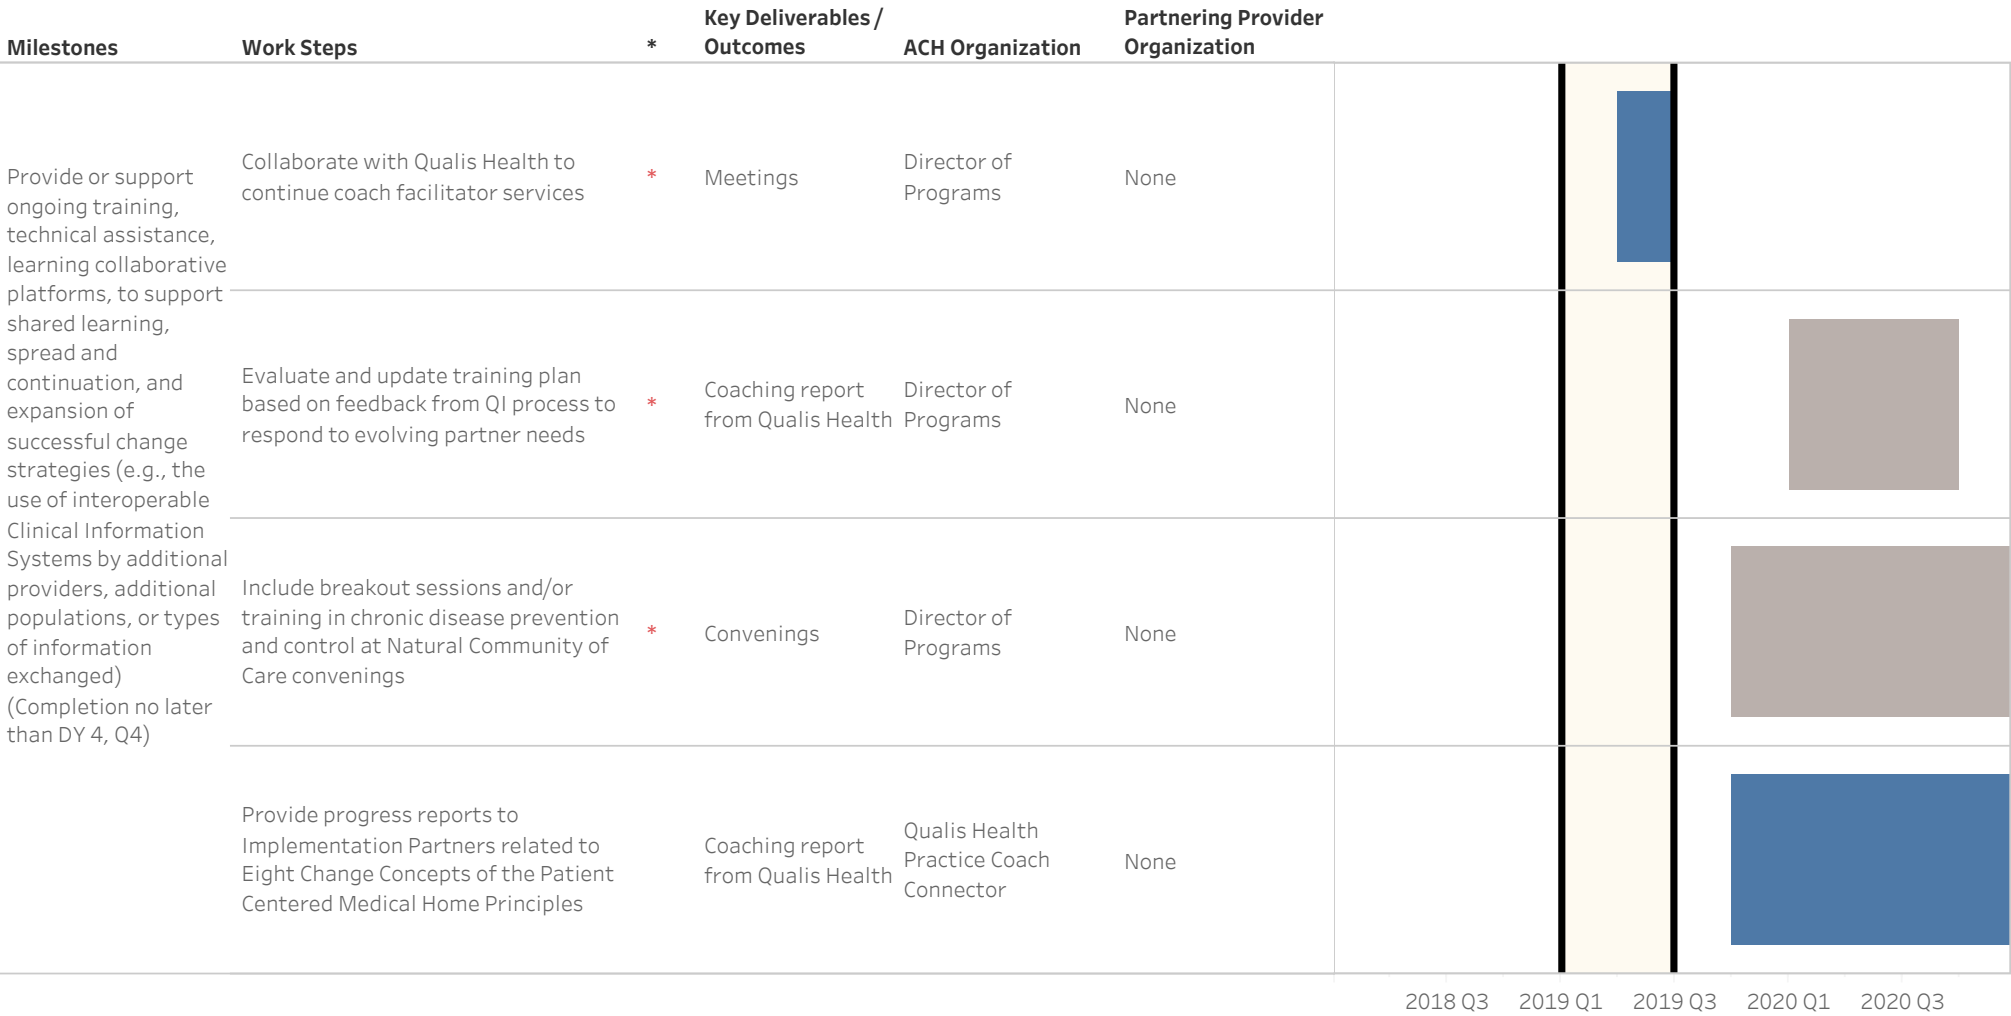 Milestones
Work Steps
*
Key Deliverables /
Outcomes
ACH Organization
Partnering Provider
Organization
Provide or support
ongoing training,
technical assistance,
learning collaborative
platforms, to support
shared learning,
spread and
continuation, and
expansion of
successful change
strategies (e.g., the
use of interoperable
Clinical Information
Systems by additional
providers, additional
populations, or types
of information
exchanged)
(Completion no later
than DY 4, Q4)
Collaborate with Qualis Health to
continue coach facilitator services
*
Meetings
Director of
Programs
None
Evaluate and update training plan
based on feedback from QI process to
respond to evolving partner needs
*
Coaching report
from Qualis Health
Director of
Programs
None
Include breakout sessions and/or
training in chronic disease prevention
and control at Natural Community of
Care convenings
*
Convenings
Director of
Programs
None
Provide progress reports to
Implementation Partners related to
Eight Change Concepts of the Patient
Centered Medical Home Principles
Coaching report
from Qualis Health
Qualis Health
Practice Coach
Connector
None
2018 Q3
2019 Q1
2019 Q3
2020 Q1
2020 Q3